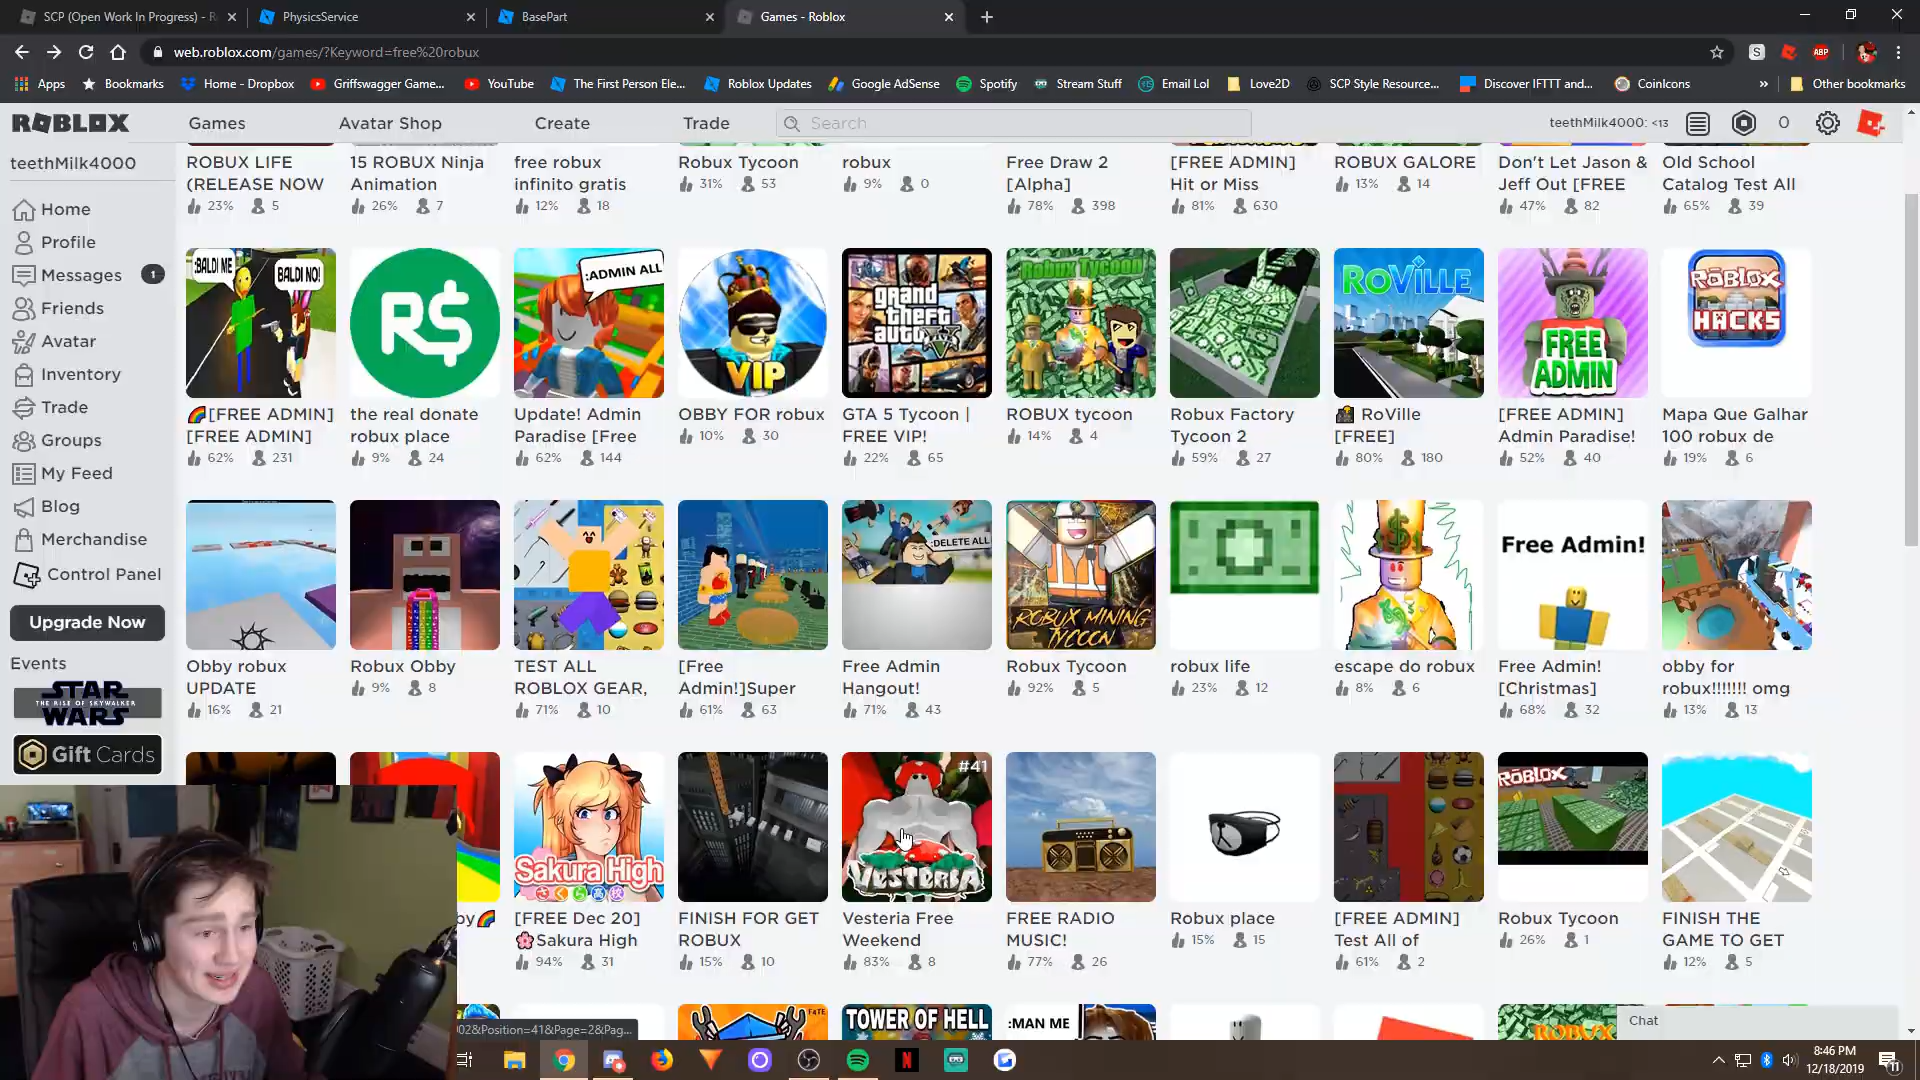 SCP (Open Work In Progress) - R
PhysicsService
BasePart
Games - Roblox
web.roblox.com/games/?Keyword=free%20robux
S
ABP
Apps
Bookmarks
Home - Dropbox
Griffswagger Game...
YouTube
The First Person Ele...
Roblox Updates
Google AdSense
Spotify
Stream Stuff
Email Lol
Love2D
SCP Style Resource...
Discover IFTTT and...
CoinIcons
»
Other bookmarks
ROBLOX
Games
Avatar Shop
Create
Trade
Search
teethMilk4000: <13
0
teethMilk4000
Home
Profile
Messages
1
Friends
Avatar
Inventory
Trade
Groups
My Feed
Blog
Merchandise
Control Panel
Upgrade Now
Events
STAR
THE RISE OF SKYWALKER
WARS
Gift Cards
ROBUX LIFE
(RELEASE NOW
23% 5
15 ROBUX Ninja
Animation
26% 7
free robux
infinito gratis
12% 18
Robux Tycoon
31% 53
robux
9% 0
Free Draw 2
[Alpha]
78% 398
[FREE ADMIN]
Hit or Miss
81% 630
ROBUX GALORE
13% 14
Don't Let Jason &
Jeff Out [FREE
47% 82
Old School
Catalog Test All
65% 39
:BALDI ME
BALDI NO!
[FREE ADMIN]
[FREE ADMIN]
62% 231
R$
the real donate
robux place
9% 24
:ADMIN ALL
Update! Admin
Paradise [Free
62% 144
VIP
OBBY FOR robux
10% 30
grand
theft
auto
V
FIVE
GTA 5 Tycoon |
FREE VIP!
22% 65
Robux Tycoon
ROBUX tycoon
14% 4
Robux Factory
Tycoon 2
59% 27
ROVILLE
RoVille
[FREE]
80% 180
FREE
ADMIN
[FREE ADMIN]
Admin Paradise!
52% 40
ROBLOX
HACKS
Mapa Que Galhar
100 robux de
19% 6
Obby robux
UPDATE
16% 21
Robux Obby
9% 8
TEST ALL
ROBLOX GEAR,
71% 10
[Free
Admin!]Super
61% 63
:DELETE ALL
Free Admin
Hangout!
71% 43
ROBUX MINING
TYCOON
Robux Tycoon
92% 5
robux life
23% 12
$
escape do robux
8% 6
Free Admin!
Free Admin!
[Christmas]
68% 32
obby for
robux!!!!!!! omg
13% 13
by
Sakura High
さくら高校
[FREE Dec 20]
Sakura High
94% 31
FINISH FOR GET
ROBUX
15% 10
#41
VESTERIA
Vesteria Free
Weekend
83% 8
FREE RADIO
MUSIC!
77% 26
Robux place
15% 15
[FREE ADMIN]
Test All of
61% 2
ROBLOX
Robux Tycoon
26% 1
FINISH THE
GAME TO GET
12% 5
FATE
TOWER OF HELL
:MAN ME
ROBUX
Chat
002&Position=41&Page=2&Pag...
N
8:46 PM
12/18/2019
11